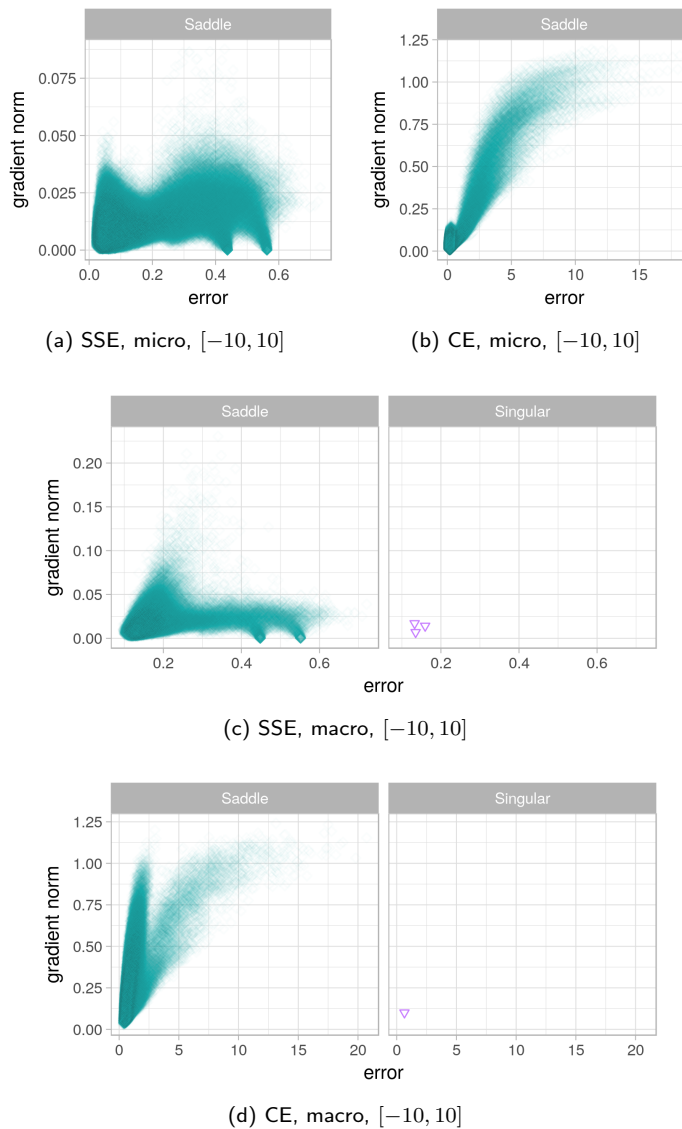 Saddle
gradient norm
0.075
0.050
0.025
0.000
0.0 0.2 0.4 0.6
error
(a) SSE, micro, [−10, 10]
Saddle
gradient norm
1.25
1.00
0.75
0.50
0.25
0.00
0 5 10 15
error
(b) CE, micro, [−10, 10]
Saddle Singular
gradient norm
0.20
0.15
0.10
0.05
0.00
0.2 0.4 0.6 0.2 0.4 0.6
error
(c) SSE, macro, [−10, 10]
Saddle Singular
gradient norm
1.25
1.00
0.75
0.50
0.25
0.00
0 5 10 15 20 0 5 10 15 20
error
(d) CE, macro, [−10, 10]